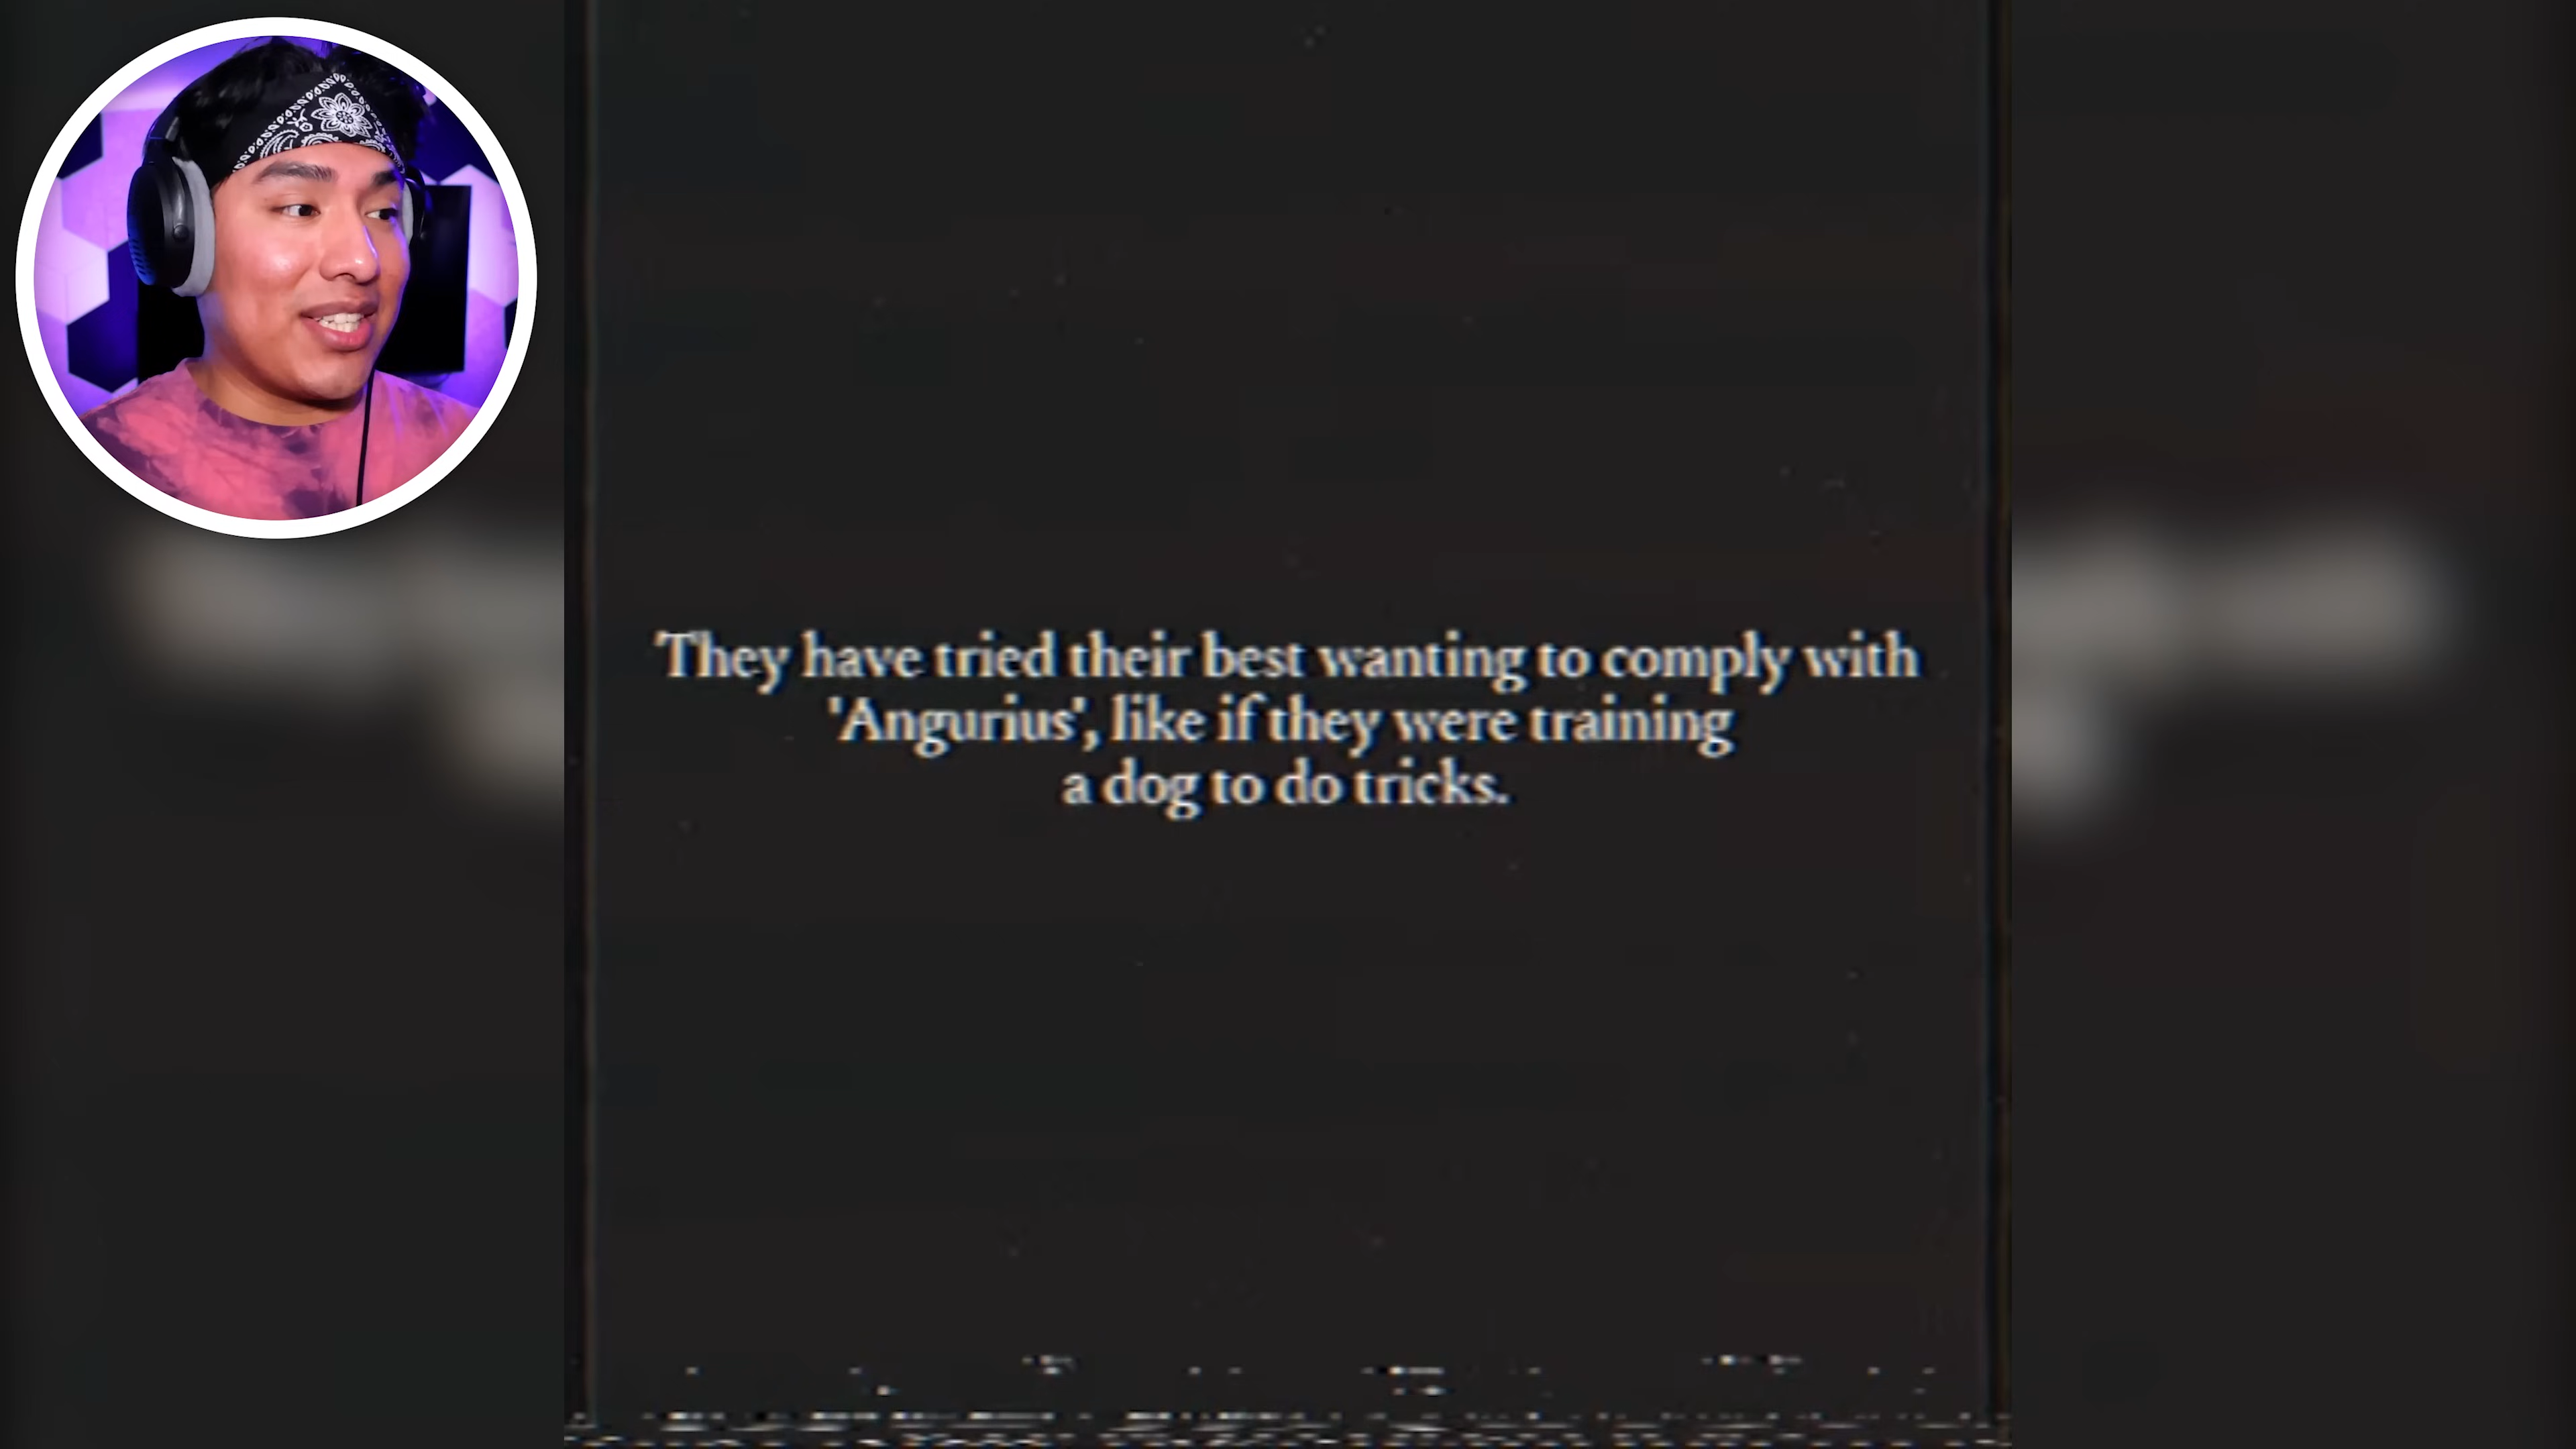 They have tried their best wanting to comply with
'Angurius', like if they were training
a dog to do tricks.